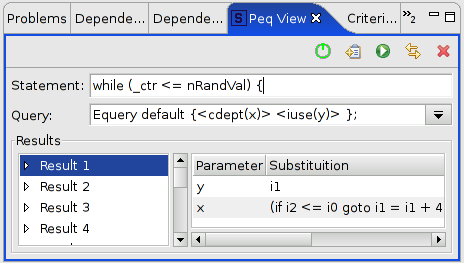 Problems Depende... Depende... Peq View Criteri... »2
Statement: while (_ctr <= nRandVal) {
Query: Equery default {<cdept(x)> <iuse(y)> };
Results
Result 1
Result 2
Result 3
Result 4
Parameter Substituition
y i1
x (if i2 <= i0 goto i1 = i1 + 4